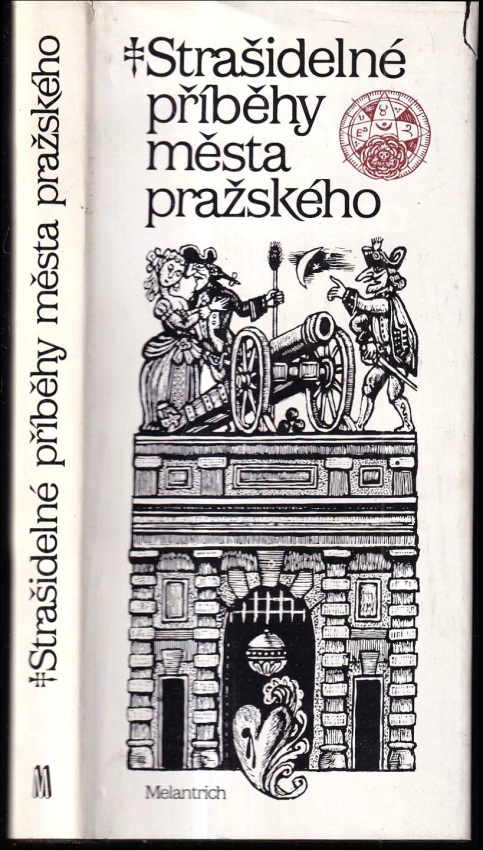 ‡Strašidelné příběhy města pražského
M
‡Strašidelné
příběhy
města
pražského
Melantrich